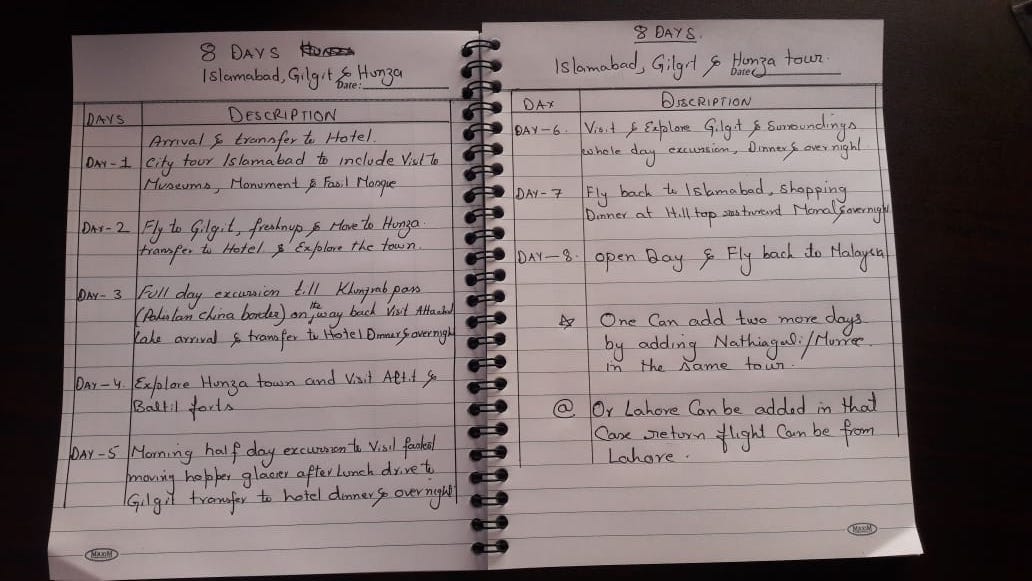 8 DAYS
Islamabad, Gilgit & Hunza
Date:
DAYS DESCRIPTION
Arrival & transfer to Hotel.
DAY-1 City tour Islamabad to include Visit to
Museums, Monument & Fasil Mosque
DAY-2 Fly to Gilgit, freshnup & Move to Hunza.
transfer to Hotel & Explore the town.
DAY-3 Full day excursion till Khunjrab pass
(Pakistan China border) on the way back Visit Attabad
Lake arrival & transfer to Hotel Dinner & overnight
DAY-4. Explore Hunza town and Visit Altit &
Baltil forts
DAY-5 Morning half day excursion to Visit fastest
moving hopper glacier after Lunch drive to
Gilgit transfer to hotel dinner & overnight
MAXIM
8 DAYS.
Islamabad, Gilgit & Hunza tour.
Date:
DAY DISCRIPTION
DAY-6. Visit & Explore Gilgit & Surroundings
whole day excursion, Dinner & over night.
DAY-7 Fly back to Islamabad, shopping
Dinner at Hill top Monal & overnight
DAY-8. open Day & Fly back to Malaysia
☆ One Can add two more days
by adding Nathiagali/Murree.
in the same tour.
@ Or Lahore Can be added in that
Case return flight Can be from
Lahore.
MAXIM